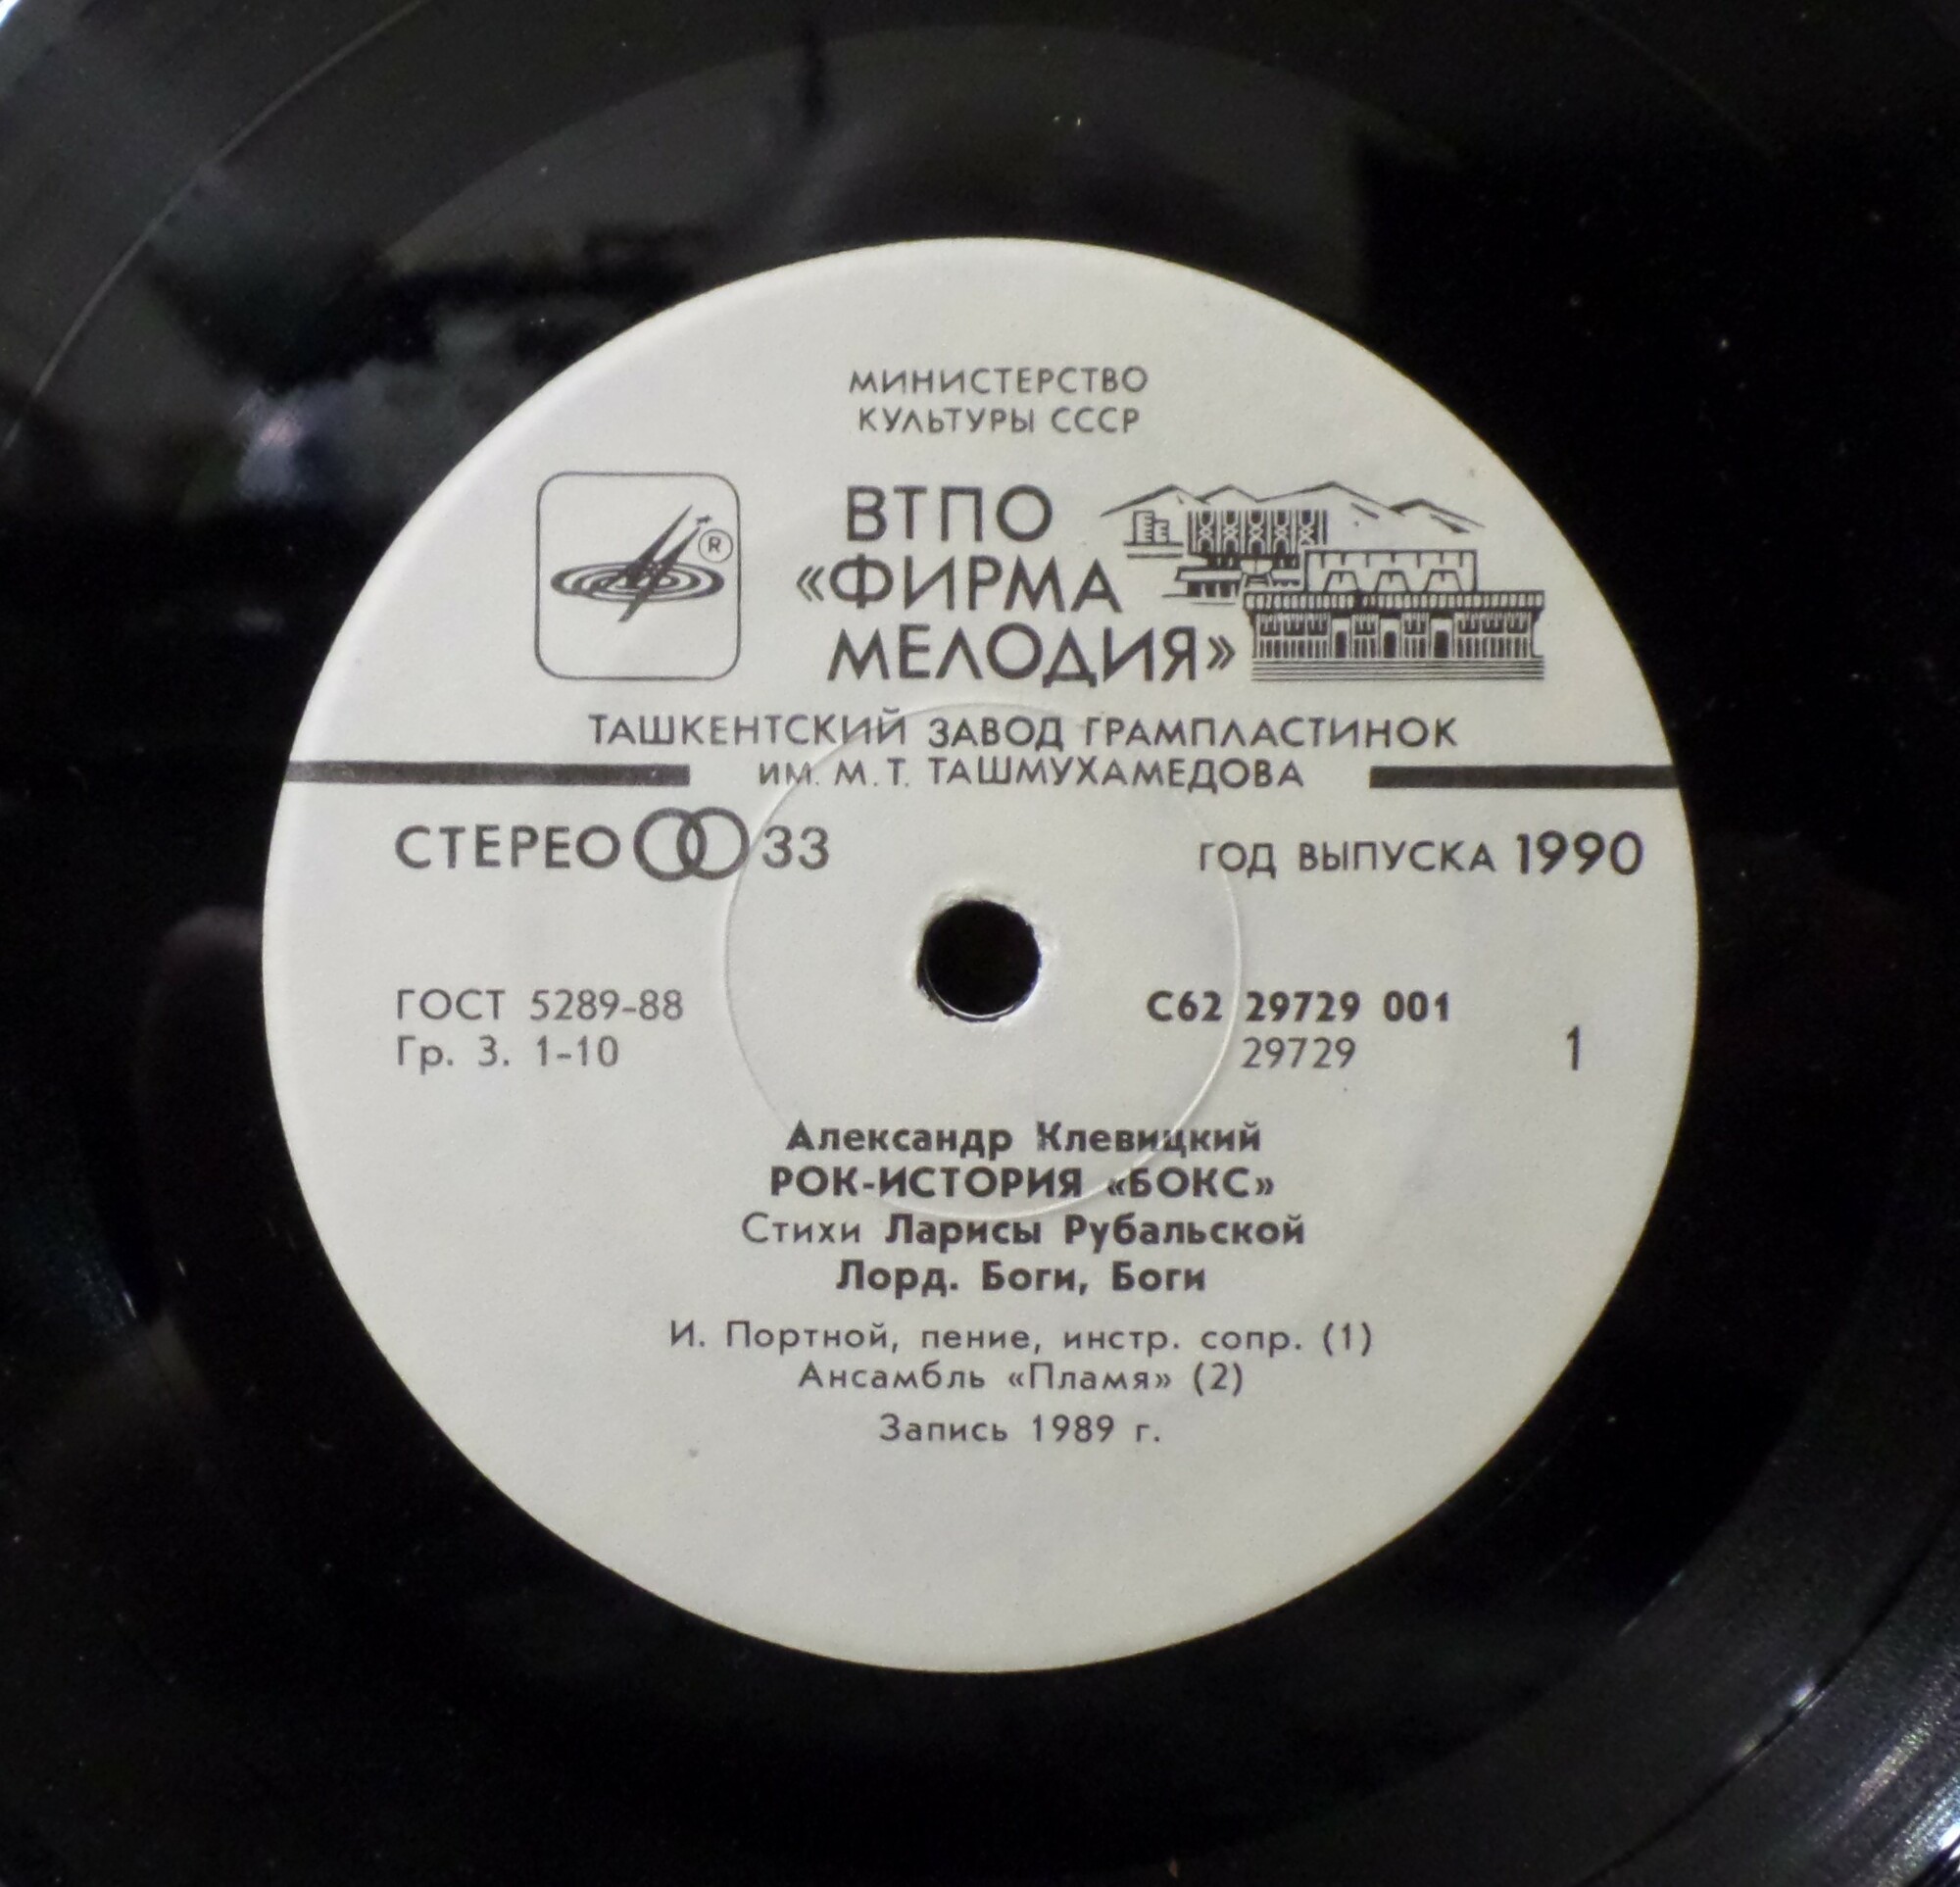 МИНИСТЕРСТВО
КУЛЬТУРЫ СССР
ВТПО
«ФИРМА
МЕЛОДИЯ»
®
ТАШКЕНТСКИЙ ЗАВОД ГРАМПЛАСТИНОК
ИМ. М.Т. ТАШМУХАМЕДОВА
СТЕРЕО 33
ГОД ВЫПУСКА 1990
ГОСТ 5289-88
Гр. 3. 1-10
С62 29729 001
29729
1
Александр Клевицкий
РОК-ИСТОРИЯ «БОКС»
Стихи Ларисы Рубальской
Лорд. Боги, Боги
И. Портной, пение, инстр. сопр. (1)
Ансамбль «Пламя» (2)
Запись 1989 г.